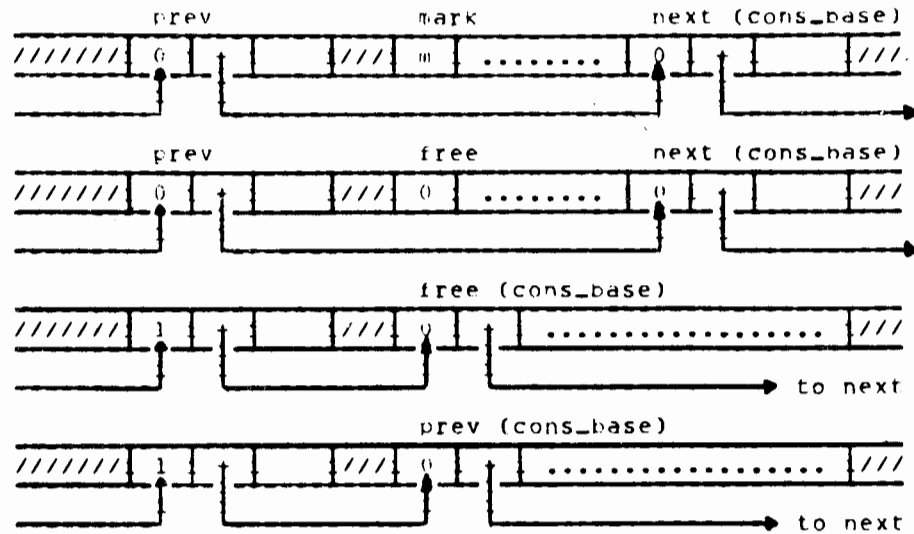 prev mark next (cons_base)
/////// 0 /// m ........ 0 ///
prev free next (cons_base)
/////// 0 /// 0 ........ 0 ///
free (cons_base)
/////// 1 /// 0 ................... ///
to next
prev (cons_base)
/////// 1 /// 0 ................... ///
to next